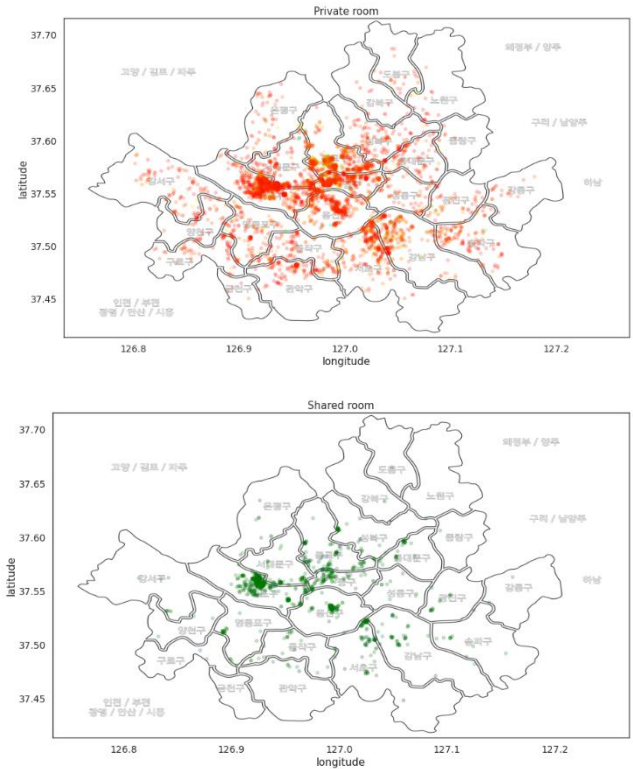 Private room
37.70
37.65
37.60
37.55
37.50
37.45
latitude
고양 / 김포 / 파주
의정부 / 양주
도봉구
노원구
강북구
은평구
구리 / 남양주
강서구
강동구
하남
양천구
구로구
강남구
관악구
인천 / 부천
광명 / 안산 / 시흥
126.8
126.9
127.0
127.1
127.2
longitude
Shared room
37.70
37.65
37.60
37.55
37.50
37.45
latitude
고양 / 김포 / 파주
의정부 / 양주
도봉구
노원구
강북구
은평구
성북구
중랑구
구리 / 남양주
서대문구
동대문구
강서구
성동구
광진구
강동구
하남
용산구
영등포구
양천구
동작구
송파구
구로구
서초구
강남구
금천구
관악구
인천 / 부천
광명 / 안산 / 시흥
126.8
126.9
127.0
127.1
127.2
longitude